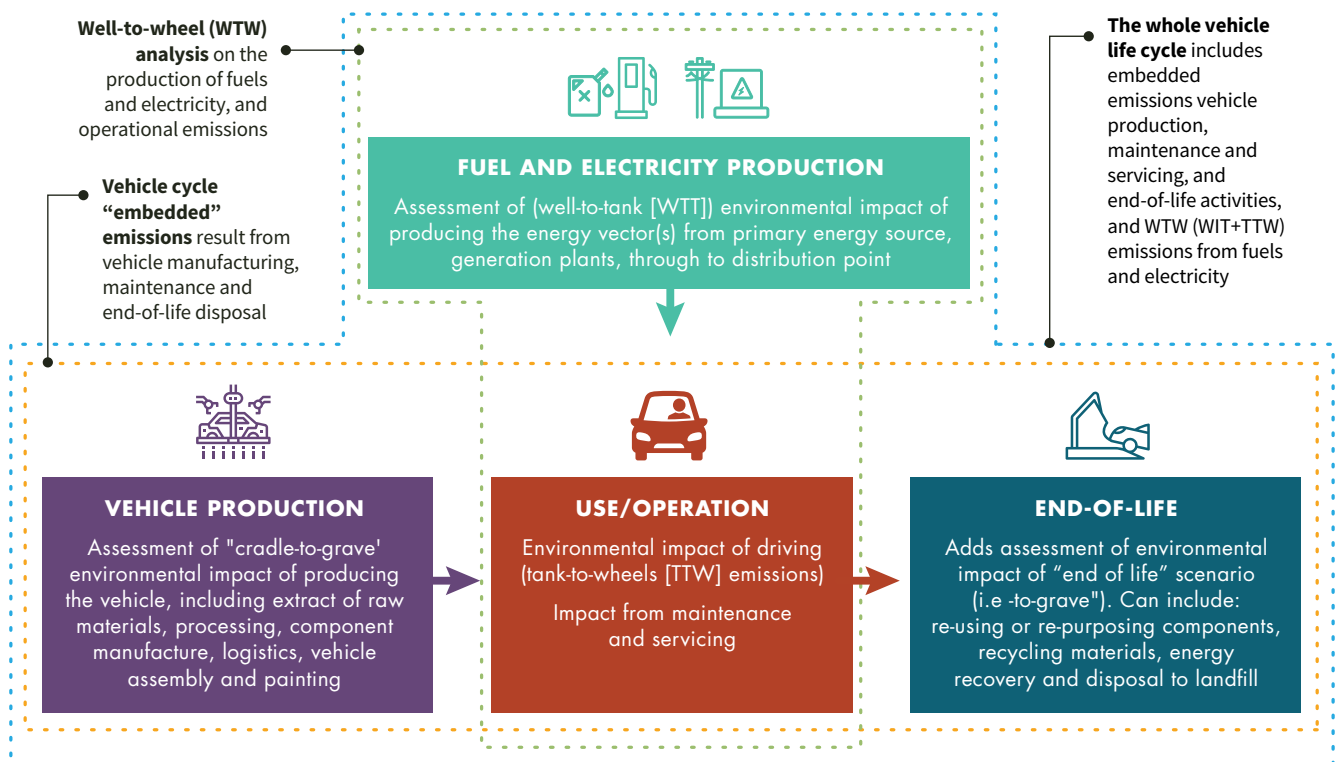 Well-to-wheel (WTW)
analysis on the
production of fuels
and electricity, and
operational emissions
Vehicle cycle
“embedded”
emissions result from
vehicle manufacturing,
maintenance and
end-of-life disposal
The whole vehicle
life cycle includes
embedded
emissions vehicle
production,
maintenance and
servicing, and
end-of-life activities,
and WTW (WIT+TTW)
emissions from fuels
and electricity
FUEL AND ELECTRICITY PRODUCTION
Assessment of (well-to-tank [WTT]) environmental impact of
producing the energy vector(s) from primary energy source,
generation plants, through to distribution point
VEHICLE PRODUCTION
Assessment of "cradle-to-grave'
environmental impact of producing
the vehicle, including extract of raw
materials, processing, component
manufacture, logistics, vehicle
assembly and painting
USE/OPERATION
Environmental impact of driving
(tank-to-wheels [TTW] emissions)
Impact from maintenance
and servicing
END-OF-LIFE
Adds assessment of environmental
impact of “end of life” scenario
(i.e -to-grave"). Can include:
re-using or re-purposing components,
recycling materials, energy
recovery and disposal to landfill